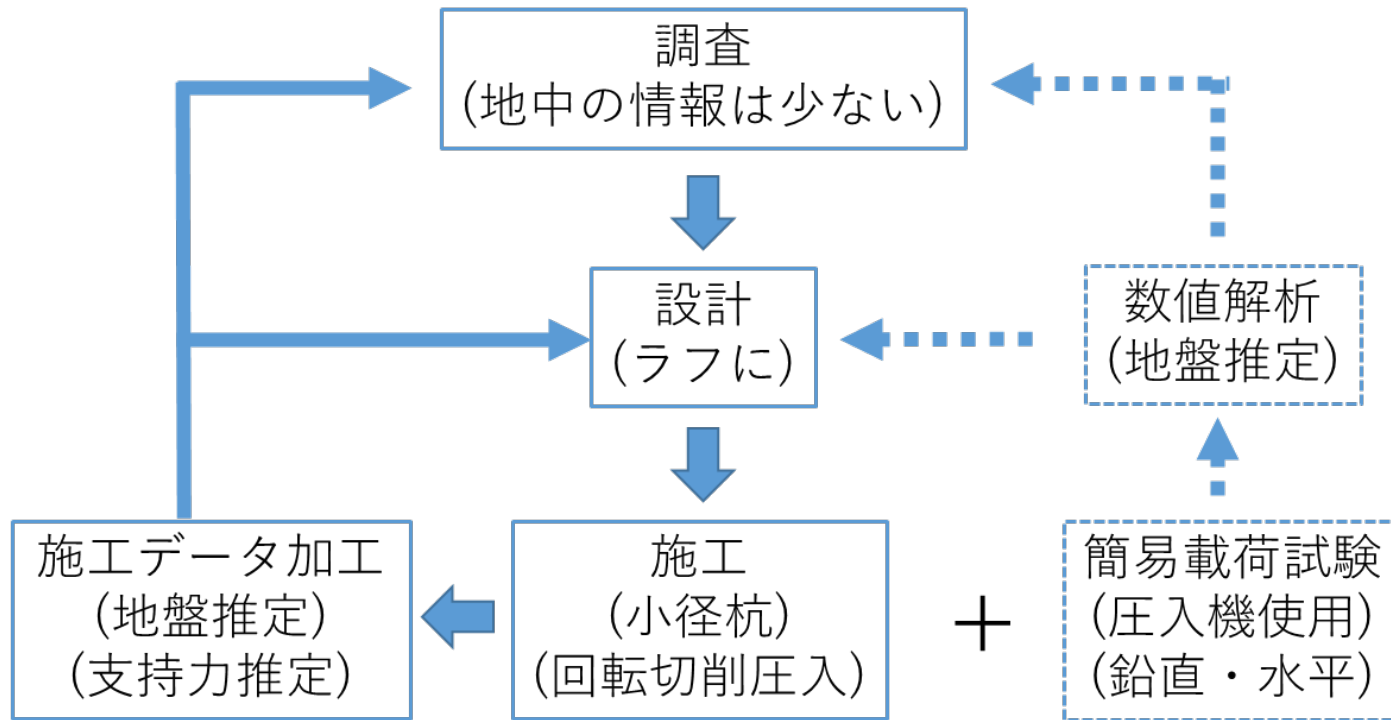 調査
(地中の情報は少ない)
設計
(ラフに)
数値解析
(地盤推定)
施工データ加工
(地盤推定)
(支持力推定)
施工
(小径杭)
(回転切削圧入)
+
簡易載荷試験
(圧入機使用)
(鉛直・水平)